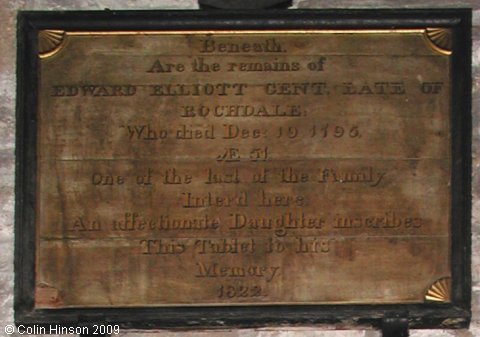 Beneath.
Are the remains of
EDWARD ELLIOTT GENT. LATE OF
ROCHDALE.
Who died Dec: 19 1795.
Æ 51
One of the last of the Family
Inter'd here.
An affectionate Daughter inscribes
This Tablet to his
Memory.
1822.
© Colin Hinson 2009